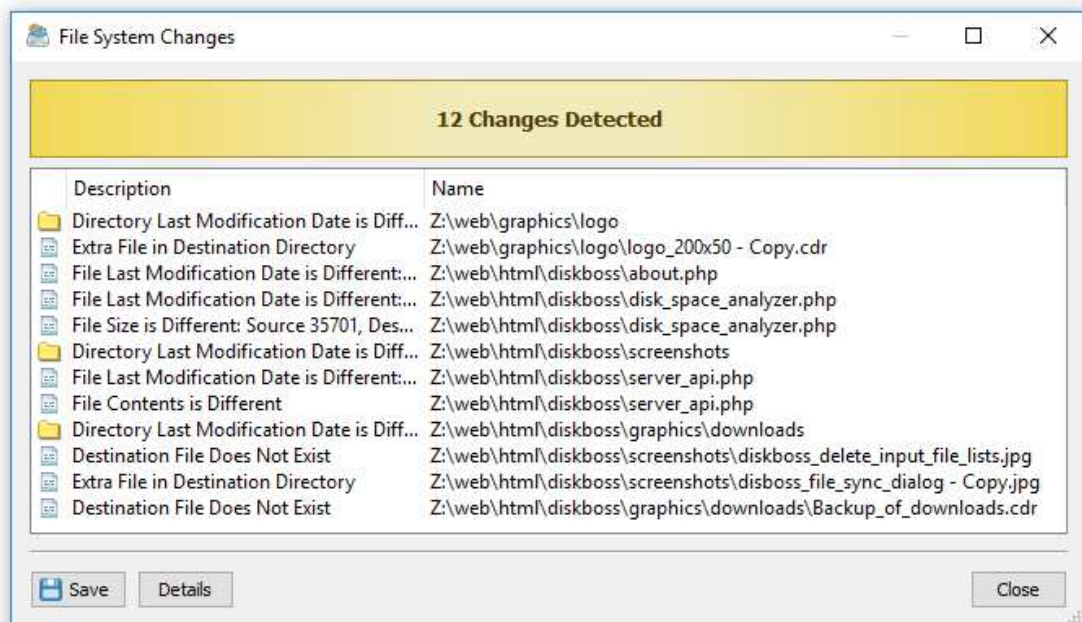 File System Changes
12 Changes Detected
Description Name
Directory Last Modification Date is Diff... Z:\web\graphics\logo
Extra File in Destination Directory Z:\web\graphics\logo\logo_200x50 - Copy.cdr
File Last Modification Date is Different:... Z:\web\html\diskboss\about.php
File Last Modification Date is Different:... Z:\web\html\diskboss\disk_space_analyzer.php
File Size is Different: Source 35701, Des... Z:\web\html\diskboss\disk_space_analyzer.php
Directory Last Modification Date is Diff... Z:\web\html\diskboss\screenshots
File Last Modification Date is Different:... Z:\web\html\diskboss\server_api.php
File Contents is Different Z:\web\html\diskboss\server_api.php
Directory Last Modification Date is Diff... Z:\web\html\diskboss\graphics\downloads
Destination File Does Not Exist Z:\web\html\diskboss\screenshots\diskboss_delete_input_file_lists.jpg
Extra File in Destination Directory Z:\web\html\diskboss\screenshots\disboss_file_sync_dialog - Copy.jpg
Destination File Does Not Exist Z:\web\html\diskboss\graphics\downloads\Backup_of_downloads.cdr
Save Details Close